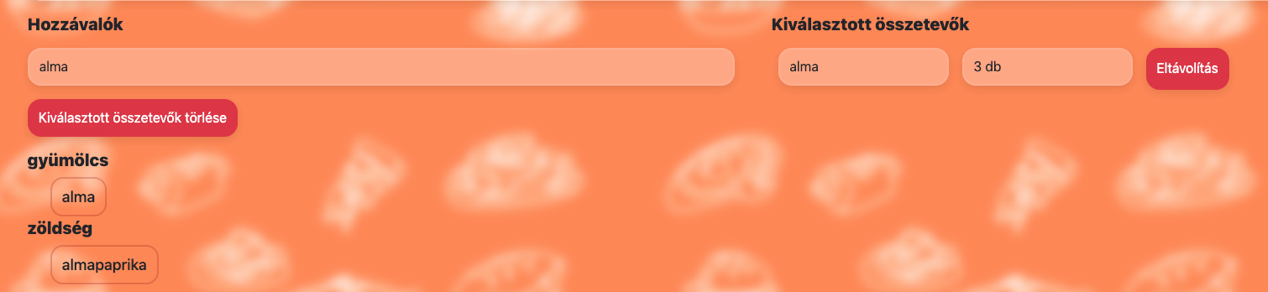 Hozzávalók
alma
Kiválasztott összetevők törlése
gyümölcs
alma
zöldség
almapaprika
Kiválasztott összetevők
alma 3 db Eltávolítás